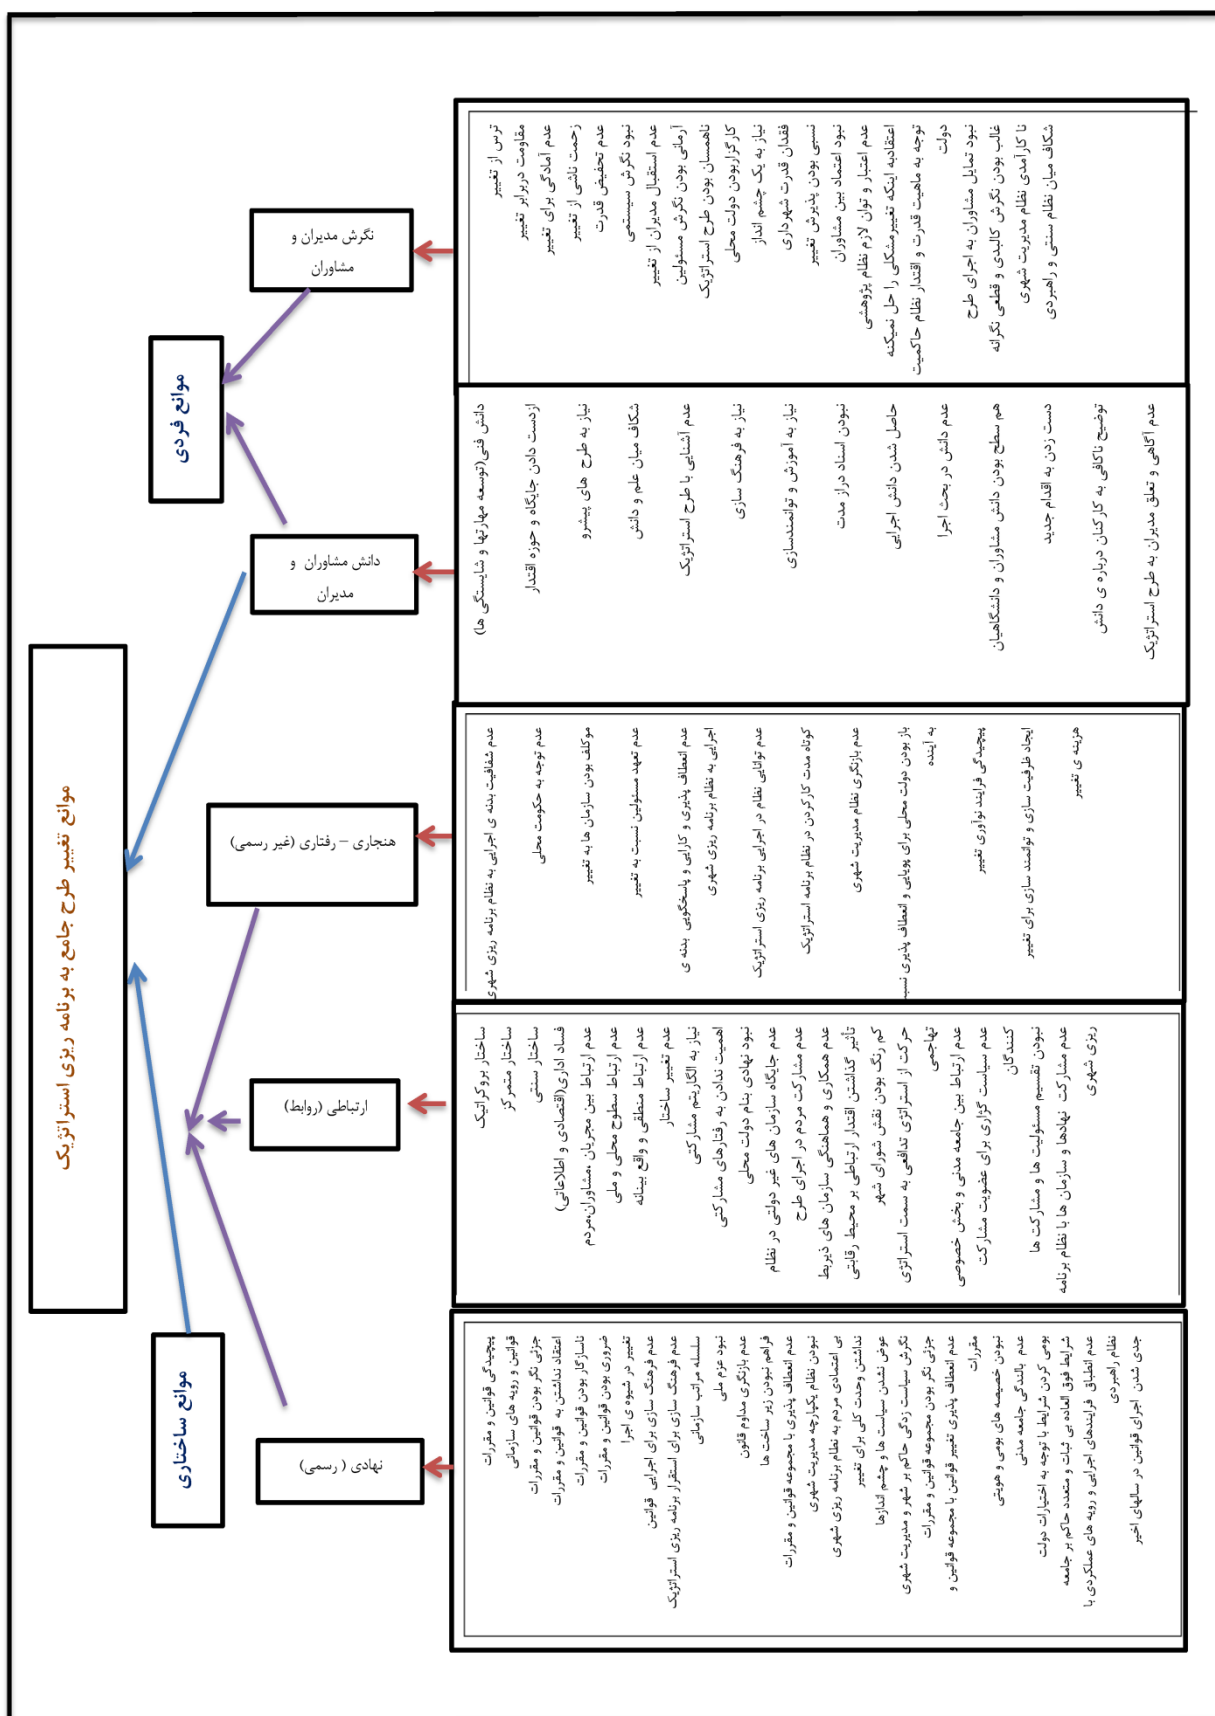 موانع تغییر طرح جامع به برنامه ریزی استراتژیک
موانع فردی
موانع ساختاری
نگرش مدیران و
مشاوران
دانش مشاوران و
مدیران
هنجاری – رفتاری (غیر رسمی)
ارتباطی (روابط)
نهادی ( رسمی)
ترس از تغییر
مقاومت دربرابر تغییر
عدم آمادگی برای تغییر
زحمت ناشی از تغییر
عدم تخفیض قدرت
نبود نگرش سیستمی
عدم استقبال مدیران از تغییر
آرمانی بودن نگرش مسئولین
ناهمسان بودن طرح استراتژیک
کارگزاربودن دولت محلی
نیاز به یک چشم انداز
فقدان قدرت شهرداری
نسبی بودن پذیرش تغییر
نبود اعتماد بین مشاوران
عدم اعتبار و توان لازم نظام پژوهشی
اعتقادبه اینکه تغییرمشکلی را حل نمیکنه
توجه به ماهیت قدرت و اقتدار نظام حاکمیت
دولت
نبود تمایل مشاوران به اجرای طرح
غالب بودن نگرش کالبدی و قطعی نگرانه
نا کارآمدی نظام مدیریت شهری
شکاف میان نظام سنتی و راهبردی
دانش فنی(توسعه مهارتها و شایستگی ها)
ازدست دادن جایگاه و حوزه اقتدار
نیاز به طرح های پیشرو
شکاف میان علم و دانش
عدم آشنایی با طرح استراتژیک
نیاز به فرهنگ سازی
نیاز به آموزش و توانمندسازی
نبودن اسناد دراز مدت
حاصل شدن دانش اجرایی
عدم دانش در بحث اجرا
هم سطح بودن دانش مشاوران و دانشگاهیان
دست زدن به اقدام جدید
توضیح ناکافی به کارکنان درباره ی دانش
عدم آگاهی و تعلق مدیران به طرح استراتژیک
عدم شفافیت بدنه ی اجرایی به نظام برنامه ریزی شهری
عدم توجه به حکومت محلی
موکلف بودن سازمان ها به تغییر
عدم تعهد مسئولین نسبت به تغییر
عدم انعطاف پذیری و کارایی و پاسخگویی بدنه ی
اجرایی به نظام برنامه ریزی شهری
عدم توانایی نظام در اجرایی برنامه ریزی استراتژیک
کوتاه مدت کارکردن در نظام برنامه استراتژیک
عدم بازنگری نظام مدیریت شهری
باز بودن دولت محلی برای پویایی و انعطاف پذیری نسب
به آینده
پیچیدگی فرایند نوآوری تغییر
ایجاد ظرفیت سازی و توانمند سازی برای تغییر
هزینه ی تغییر
ساختار بروکراتیک
ساختار متمرکز
ساختار سنتی
فساد اداری(اقتصادی و اطلاعاتی)
عدم ارتباط بین مجریان ،مشاوران،مردم
عدم ارتباط سطوح محلی و ملی
عدم ارتباط منطقی و واقع بینانه
عدم تغییر ساختار
نیاز به الگاریتم مشارکتی
اهمیت ندادن به رفتارهای مشارکتی
نبود نهادی بنام دولت محلی
عدم جایگاه سازمان های غیر دولتی در نظام
عدم مشارکت مردم در اجرای طرح
عدم همکاری و هماهنگی سازمان های ذیربط
تأثیر گذاشتن اقتدار ارتباطی بر محیط رقابتی
کم رنگ بودن نقش شورای شهر
حرکت از استراتژی تدافعی به سمت استراتژی
تهاجمی
عدم ارتباط بین جامعه مدنی و بخش خصوصی
عدم سیاست گزاری برای عضویت مشارکت
کنندگان
نبودن تقسیم مسئولیت ها و مشارکت ها
عدم مشارکت نهادها و سازمان ها با نظام برنامه
ریزی شهری
پیچیدگی قوانین و مقررات
قوانین و رویه های سازمانی
جزئی نگر بودن قوانین و مقررات
اعتقاد نداشتن به قوانین و مقررات
ناسازگار بودن قوانین و مقررات
ضروری بودن قوانین و مقررات
تغییر در شیوه ی اجرا
عدم فرهنگ سازی برای اجرایی قوانین
عدم فرهنگ سازی برای استقرار برنامه ریزی استراتژیک
سلسله مراتب سازمانی
نبود عزم ملی
عدم بازنگری مداوم قانون
فراهم نبودن زیر ساخت ها
عدم انعطاف پذیری با مجموعه قوانین و مقررات
نبودن نظام یکپارچه مدیریت شهری
بی اعتمادی مردم به نظام برنامه ریزی شهری
نداشتن وحدت کلی برای تغییر
عوض نشدن سیاست ها و چشم اندازها
نگرش سیاست زدگی حاکم بر شهر و مدیریت شهری
جزئی نگر بودن مجموعه قوانین و مقررات
عدم انعطاف پذیری تغییر قوانین با مجموعه قوانین و
مقررات
نبودن خصیصه های بومی و هویتی
عدم بالندگی جامعه مدنی
بومی کردن شرایط با توجه به اختیارات دولت
شرایط فوق العاده بی ثبات و متعدد حاکم بر جامعه
عدم انطباق فرایندهای اجرایی و رویه های عملکردی با
نظام راهبردی
جدی شدن اجرای قوانین در سالهای اخیر